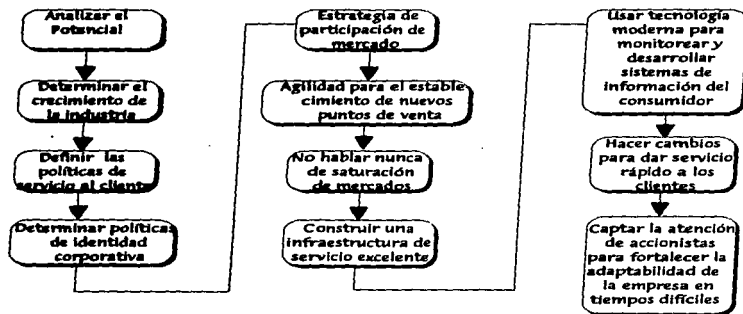 Analizar el
Potencial
Determinar el
crecimiento de
la industria
Definir las
políticas de
servicio al cliente
Determinar políticas
de identidad
corporativa
Estrategia de
participación de
mercado
Agilidad para el estable
cimiento de nuevos
puntos de venta
No hablar nunca
de saturación
de mercados
Construir una
infraestructura de
servicio excelente
Usar tecnología
moderna para
monitorear y
desarrollar
sistemas de
información del
consumidor
Hacer cambios
para dar servicio
rápido a los
clientes
Captar la atención
de accionistas
para fortalecer la
adaptabilidad de
la empresa en
tiempos difíciles